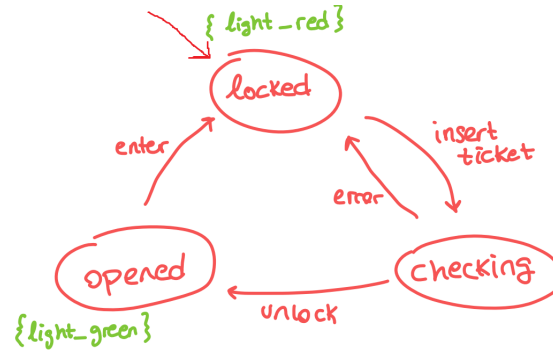 {light_red}
locked
insert
ticket
enter
error
opened
checking
unlock
{light_green}